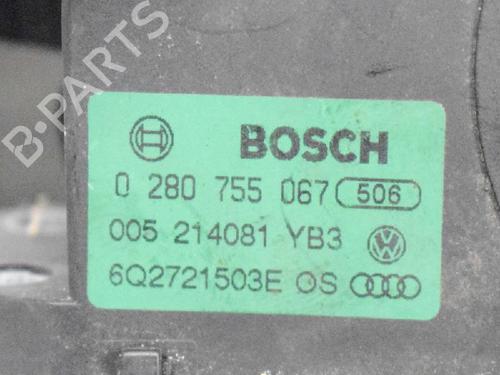 B-PARTS
BOSCH
0 280 755 067 506
005 214081 YB3
6Q2721503E OS